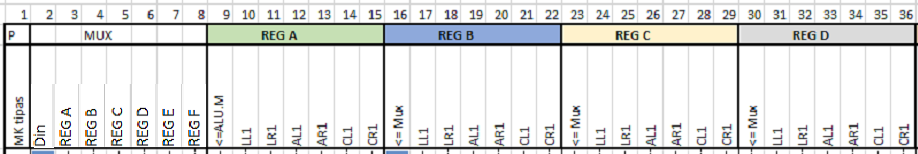 1 2 3 4 5 6 7 8 9 10 11 12 13 14 15 16 17 18 19 20 21 22 23 24 25 26 27 28 29 30 31 32 33 34 35 36
P MUX REG A REG B REG C REG D
MK tipas Din REG A REG B REG C REG D REG E REG F <=ALU.M LL1 LR1 AL1 AR1 CL1 CR1 <= Mux LL1 LR1 AL1 AR1 CL1 CR1 <= Mux LL1 LR1 AL1 AR1 CL1 CR1 <= Mux LL1 LR1 AL1 AR1 CL1 CR1